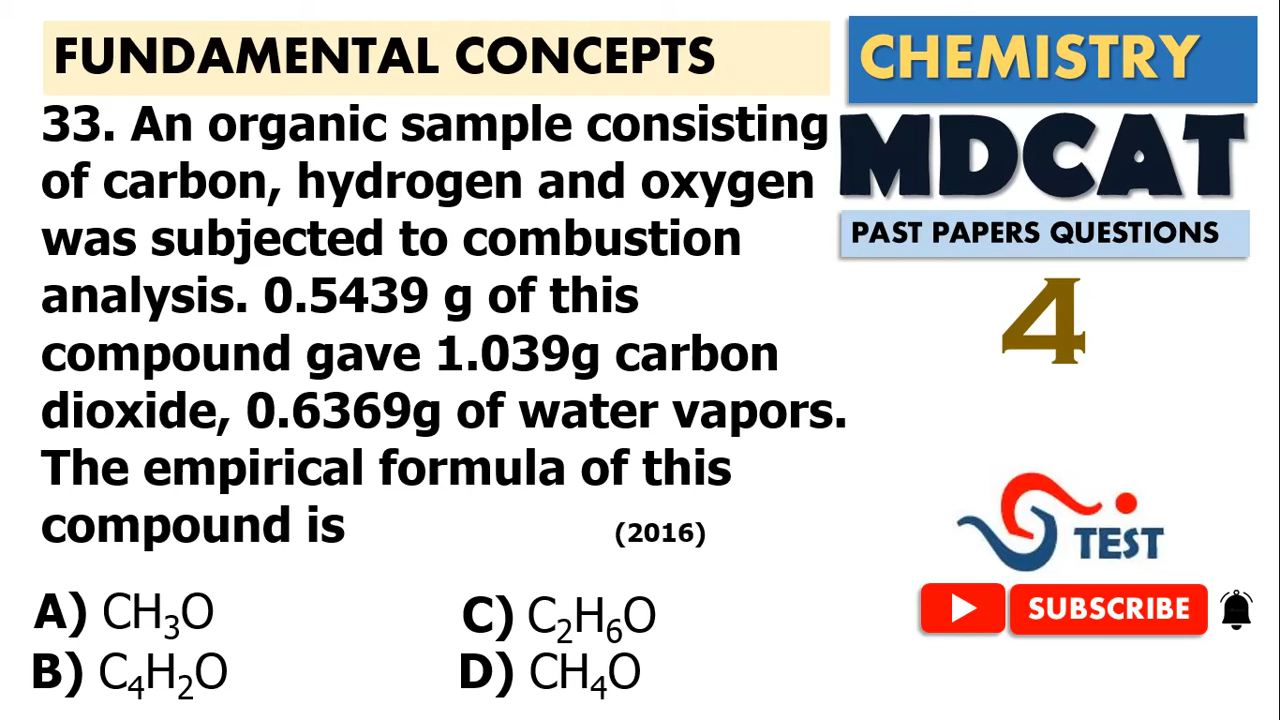 FUNDAMENTAL CONCEPTS
33. An organic sample consisting
of carbon, hydrogen and oxygen
was subjected to combustion
analysis. 0.5439 g of this
compound gave 1.039g carbon
dioxide, 0.6369g of water vapors.
The empirical formula of this
compound is (2016)
A) CH₃O
C) C₂H₆O
B) C₄H₂O
D) CH₄O
CHEMISTRY
MDCAT
PAST PAPERS QUESTIONS
4
TEST
SUBSCRIBE